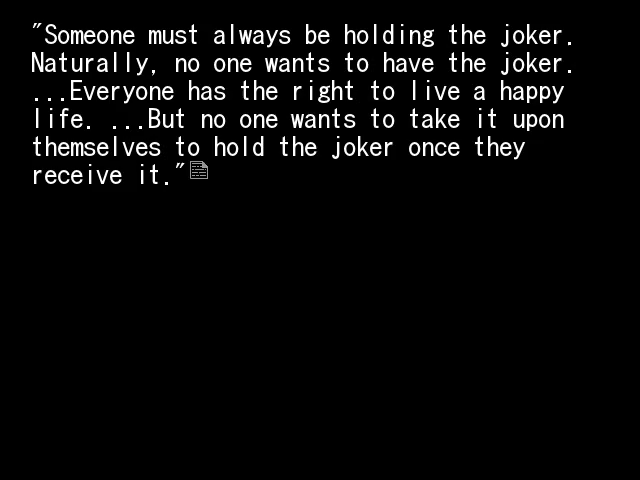 "Someone must always be holding the joker.
Naturally, no one wants to have the joker.
...Everyone has the right to live a happy
life. ...But no one wants to take it upon
themselves to hold the joker once they
receive it."